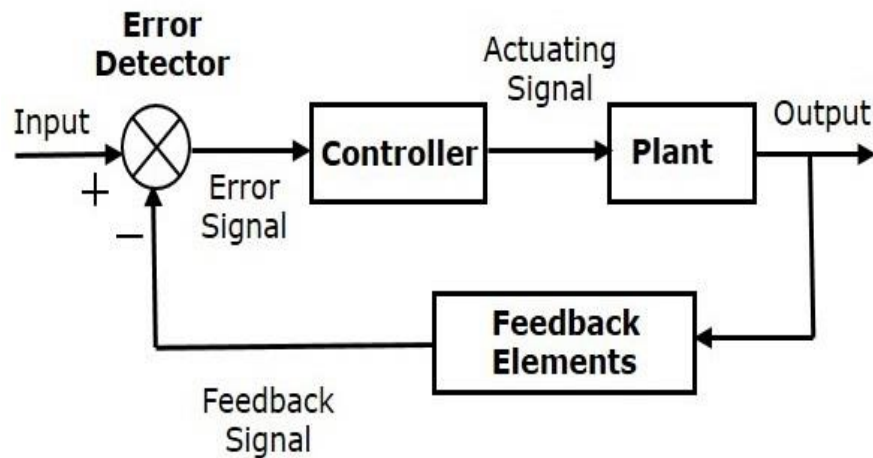 Error
Detector
Actuating
Signal
Input
Output
Controller
Plant
+
Error
Signal
−
Feedback
Elements
Feedback
Signal